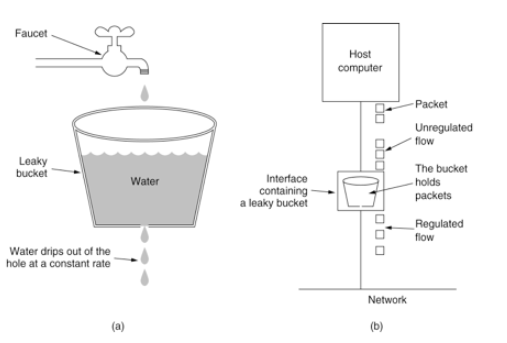 Faucet
Leaky
bucket
Water
Water drips out of the
hole at a constant rate
(a)
Host
computer
Packet
Unregulated
flow
Interface
containing
a leaky bucket
The bucket
holds
packets
Regulated
flow
Network
(b)